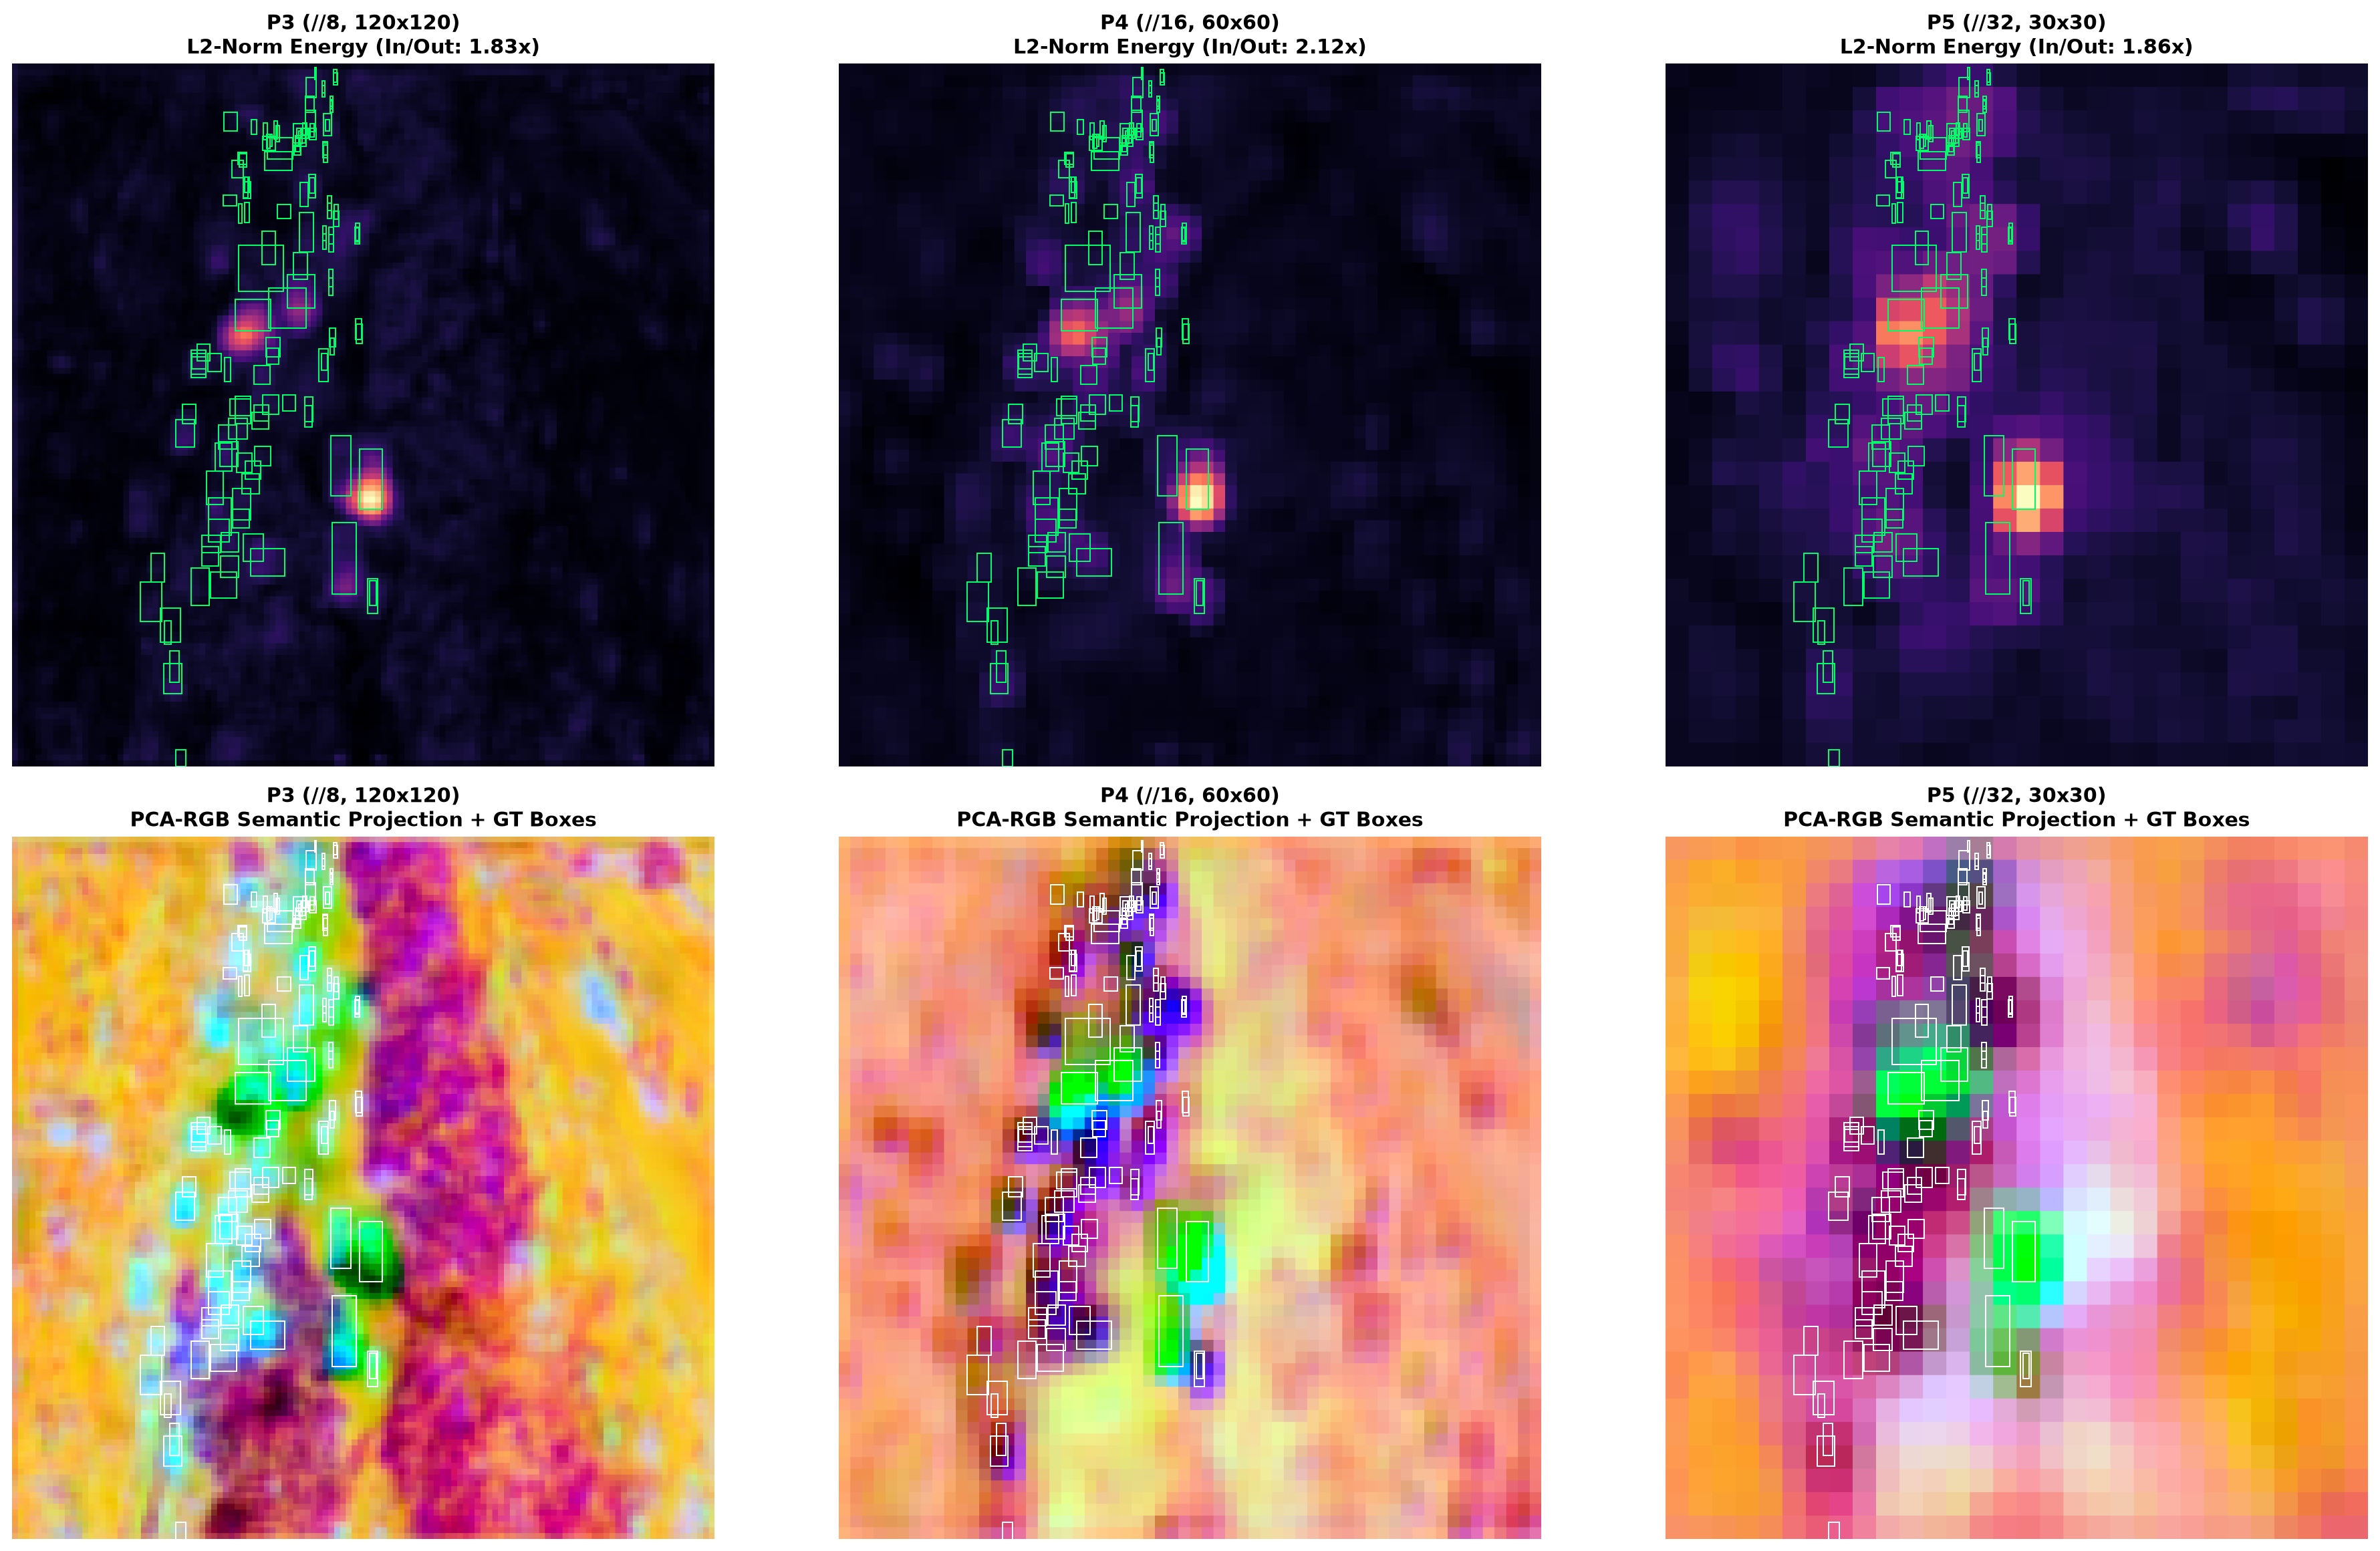 P3 (//8, 120x120)
L2-Norm Energy (In/Out: 1.83x)
P4 (//16, 60x60)
L2-Norm Energy (In/Out: 2.12x)
P5 (//32, 30x30)
L2-Norm Energy (In/Out: 1.86x)
P3 (//8, 120x120)
PCA-RGB Semantic Projection + GT Boxes
P4 (//16, 60x60)
PCA-RGB Semantic Projection + GT Boxes
P5 (//32, 30x30)
PCA-RGB Semantic Projection + GT Boxes